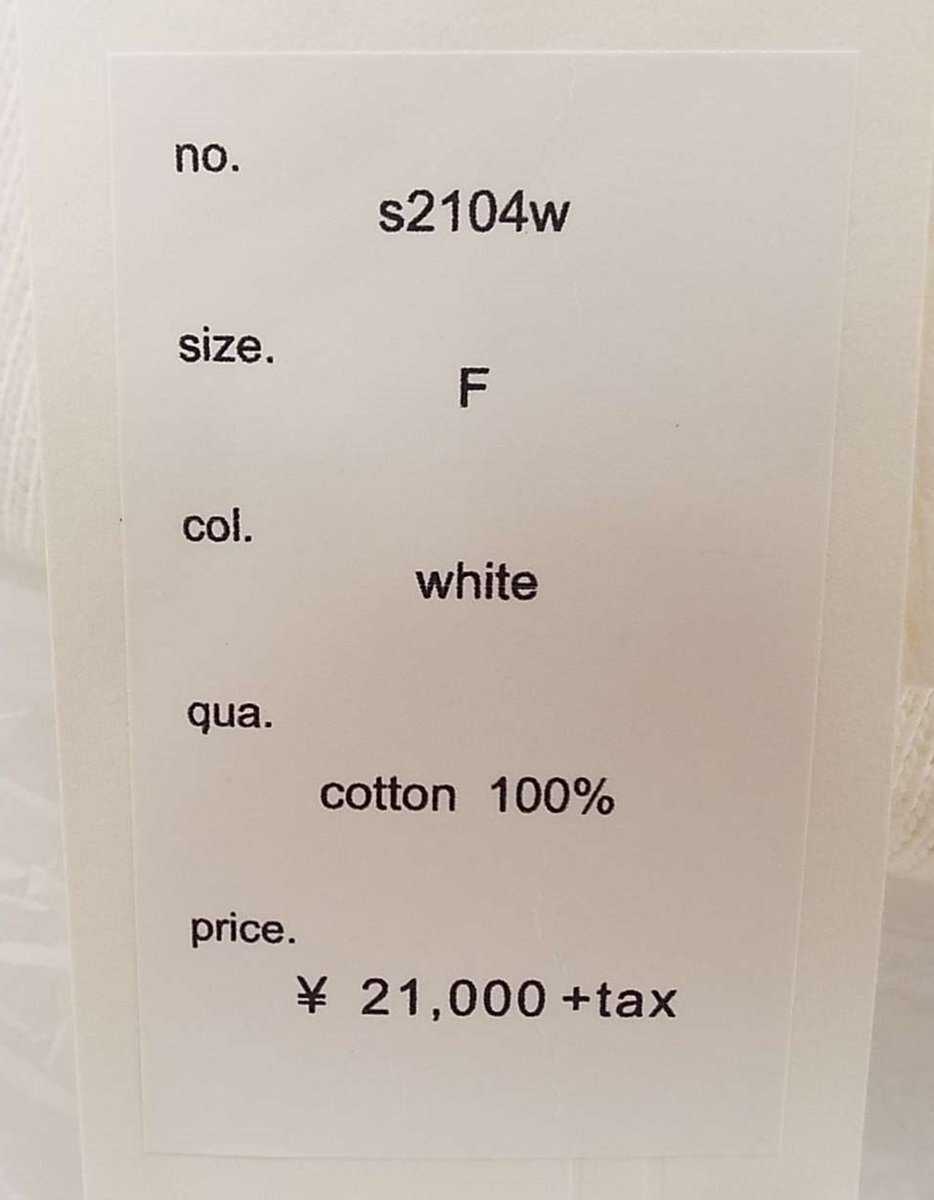 no.
s2104w
size.
F
col.
white
qua.
cotton 100%
price.
¥ 21,000 +tax